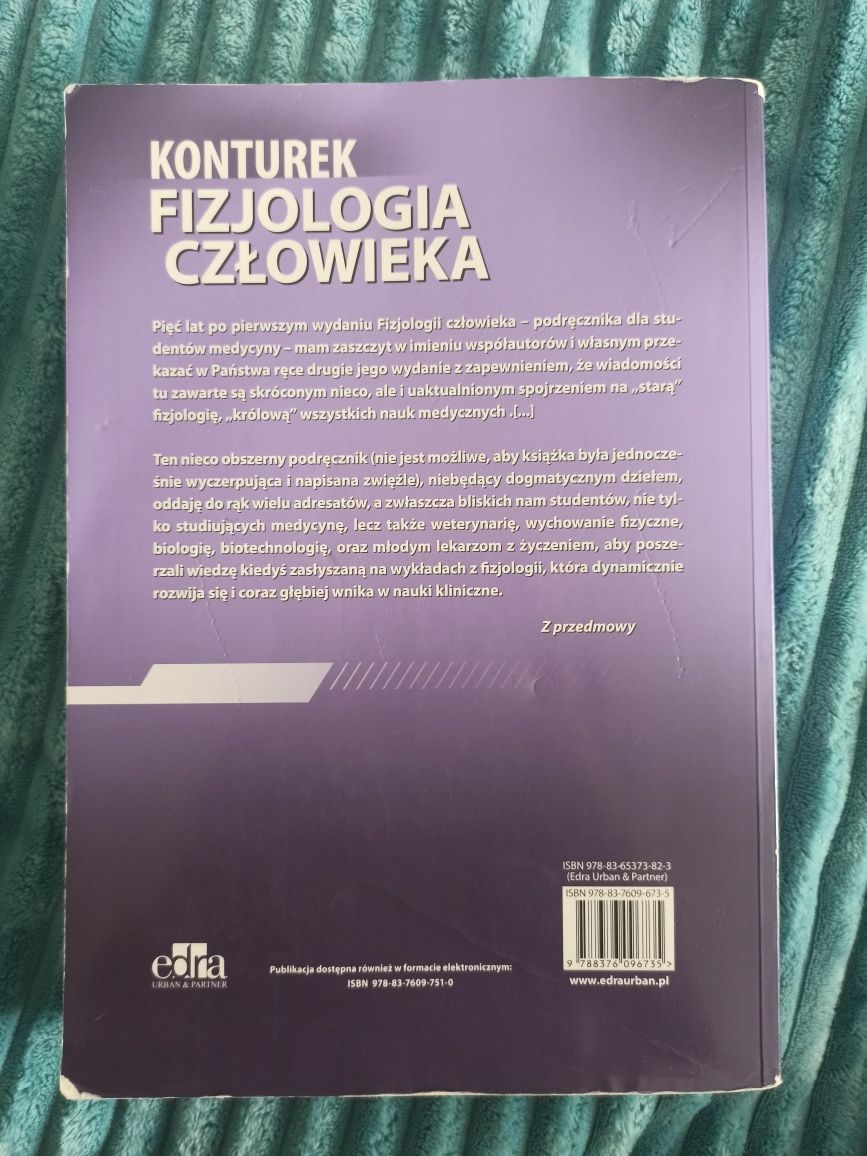 KONTUREK
FIZJOLOGIA
CZŁOWIEKA
Pięć lat po pierwszym wydaniu Fizjologii człowieka – podręcznika dla stu-
dentów medycyny – mam zaszczyt w imieniu współautorów i własnym prze-
kazać w Państwa ręce drugie jego wydanie z zapewnieniem, że wiadomości
tu zawarte są skróconym nieco, ale i uaktualnionym spojrzeniem na „starą”
fizjologię, „królową” wszystkich nauk medycznych .[...]
Ten nieco obszerny podręcznik (nie jest możliwe, aby książka była jednocze-
śnie wyczerpująca i napisana zwięźle), niebędący dogmatycznym dziełem,
oddaję do rąk wielu adresatów, a zwłaszcza bliskich nam studentów, nie tyl-
ko studiujących medycynę, lecz także weterynarię, wychowanie fizyczne,
biologię, biotechnologię, oraz młodym lekarzom z życzeniem, aby posze-
rzali wiedzę kiedyś zasłyszaną na wykładach z fizjologii, która dynamicznie
rozwija się i coraz głębiej wnika w nauki kliniczne.
Z przedmowy
ISBN 978-83-65373-82-3
(Edra Urban & Partner)
ISBN 978-83-7609-673-5
9 788376 096735 >
www.edraurban.pl
edra
URBAN & PARTNER
Publikacja dostępna również w formacie elektronicznym:
ISBN 978-83-7609-751-0